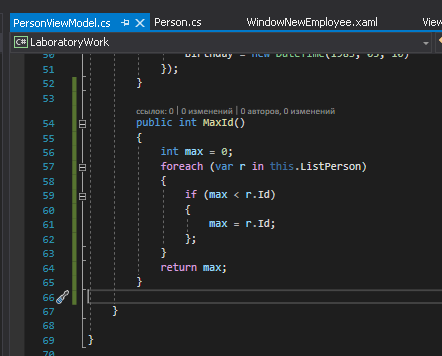 PersonViewModel.cs Person.cs WindowNewEmployee.xaml View
C# LaboratoryWork
50 Birthday = new DateTime(1983, 05, 10)
51 });
52 }
53
ссылок: 0 | 0 изменений | 0 авторов, 0 изменений
54 public int MaxId()
55 {
56 int max = 0;
57 foreach (var r in this.ListPerson)
58 {
59 if (max < r.Id)
60 {
61 max = r.Id;
62 };
63 }
64 return max;
65 }
66
67 }
68
69 }
70